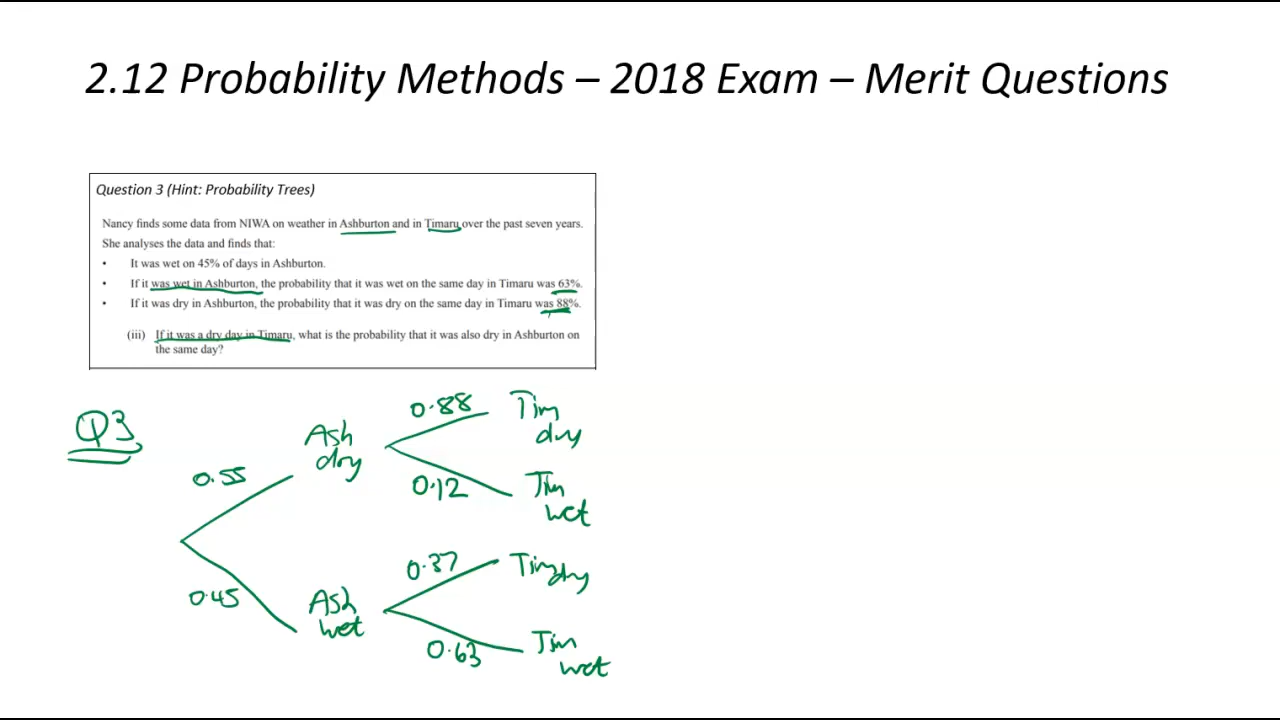 2.12 Probability Methods – 2018 Exam – Merit Questions
Question 3 (Hint: Probability Trees)
Nancy finds some data from NIWA on weather in Ashburton and in Timaru over the past seven years.
She analyses the data and finds that:
• It was wet on 45% of days in Ashburton.
• If it was wet in Ashburton, the probability that it was wet on the same day in Timaru was 63%.
• If it was dry in Ashburton, the probability that it was dry on the same day in Timaru was 88%.
(iii) If it was a dry day in Timaru, what is the probability that it was also dry in Ashburton on
the same day?
Q3
0.55
Ash
dry
0.88
Tim
dry
0.12
Tim
wet
0.45
Ash
wet
0.37
Tim dry
0.63
Tim
wet